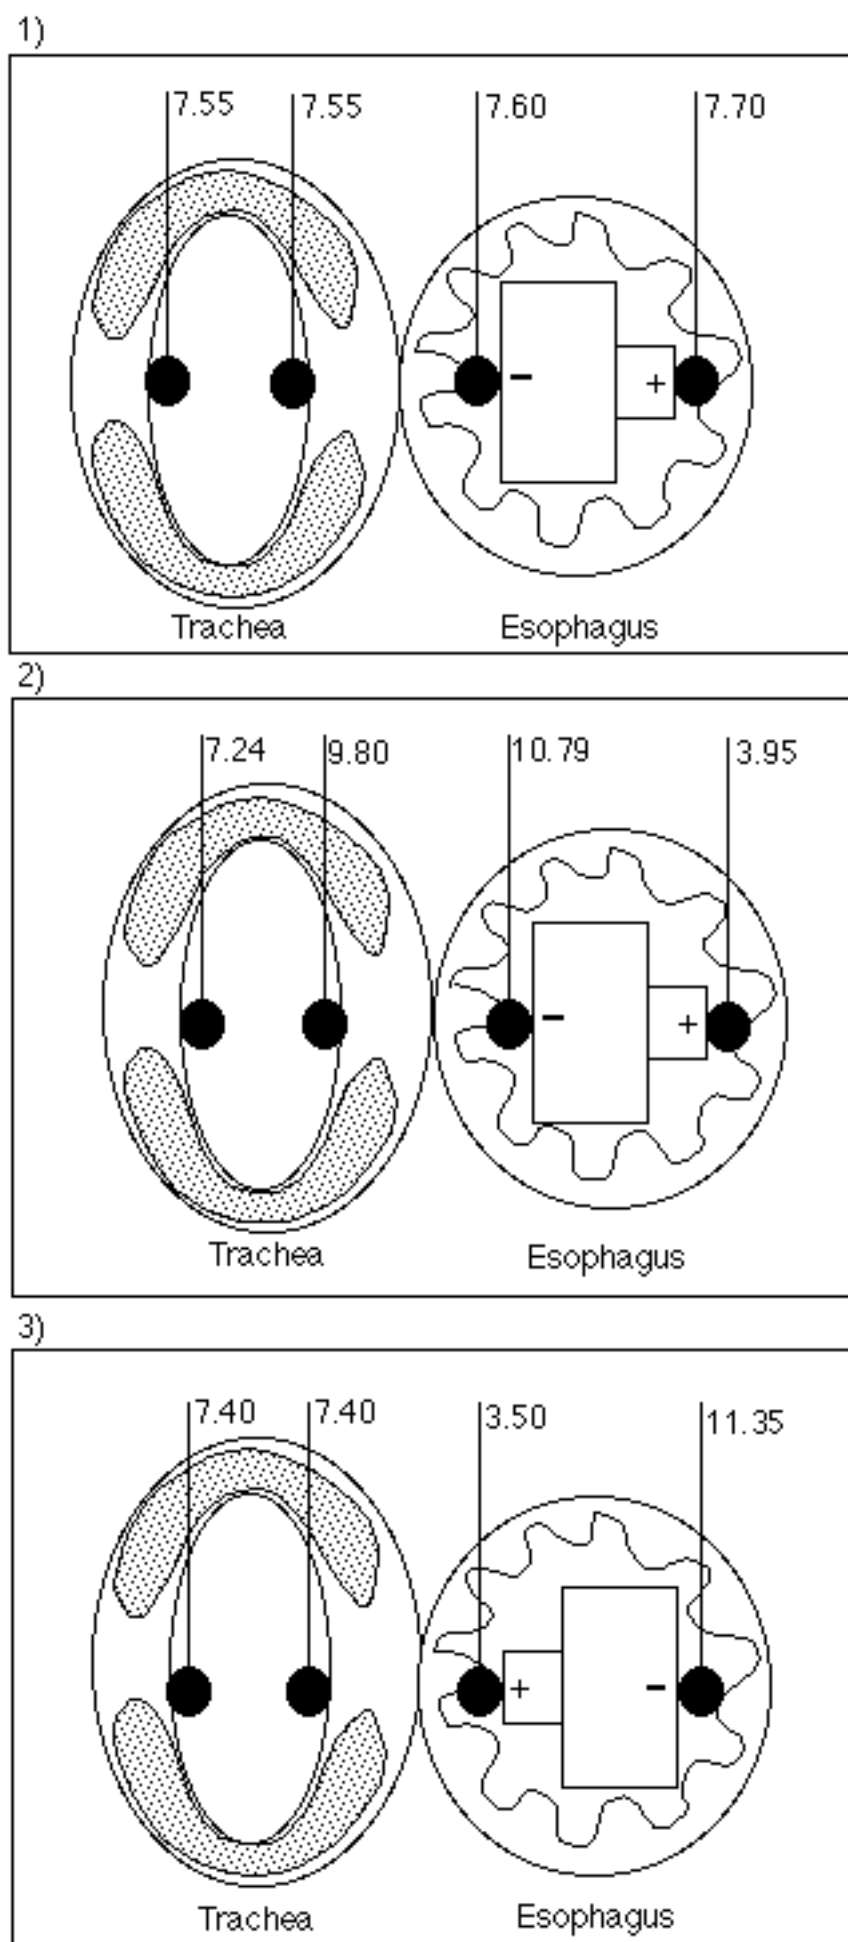 1)
7.55 7.55 7.60 7.70
- +
Trachea Esophagus
2)
7.24 9.80 10.79 3.95
- +
Trachea Esophagus
3)
7.40 7.40 3.50 11.35
+ -
Trachea Esophagus